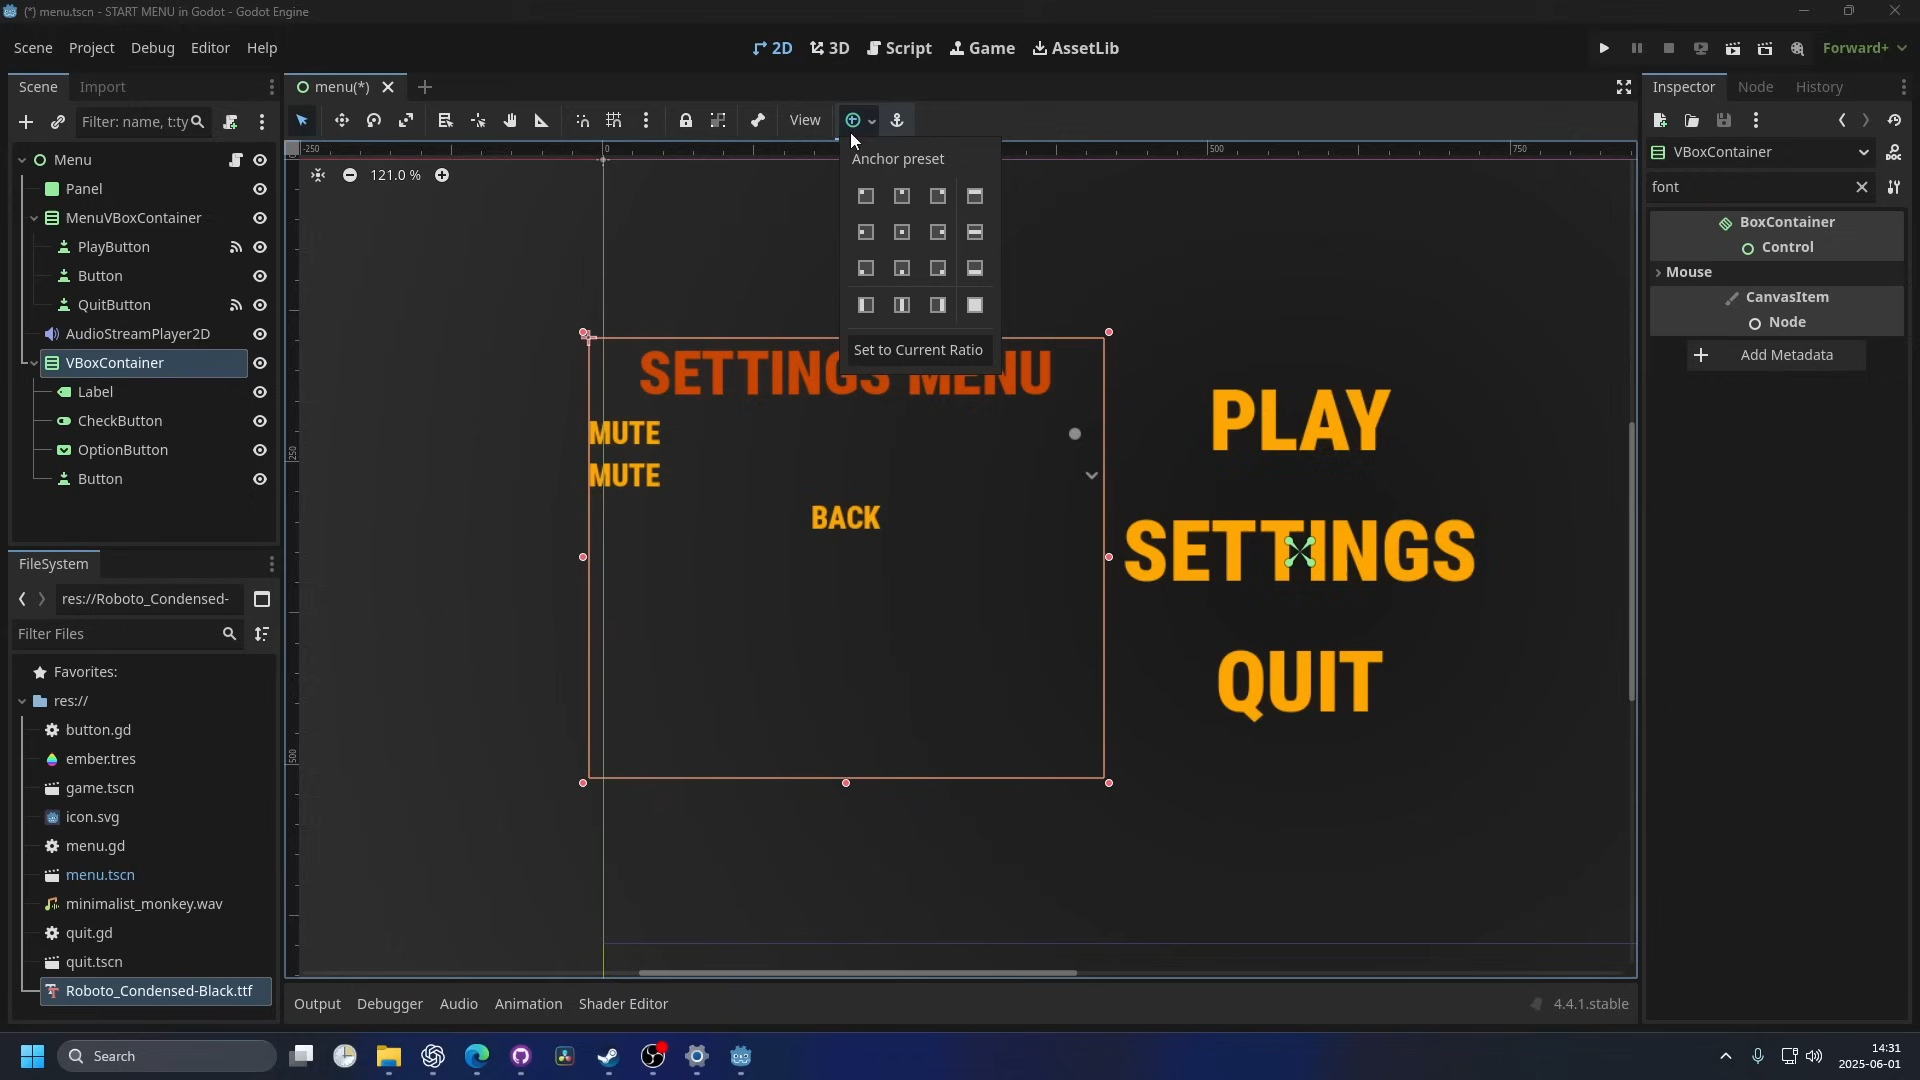 (*) menu.tscn - START MENU in Godot - Godot Engine
Scene Project Debug Editor Help
2D 3D Script Game AssetLib
Forward+
Scene Import
menu(*)
Inspector Node History
Filter: name, t:ty
View
VBoxContainer
font
BoxContainer
Control
Mouse
CanvasItem
Node
Add Metadata
Menu
Panel
MenuVBoxContainer
PlayButton
Button
QuitButton
AudioStreamPlayer2D
VBoxContainer
Label
CheckButton
OptionButton
Button
-250 0 500 750
250
500
121.0 %
Anchor preset
Set to Current Ratio
SETTINGS MENU
MUTE
MUTE
BACK
PLAY
SETTINGS
QUIT
FileSystem
res://Roboto_Condensed-
Filter Files
Favorites:
res://
button.gd
ember.tres
game.tscn
icon.svg
menu.gd
menu.tscn
minimalist_monkey.wav
quit.gd
quit.tscn
Roboto_Condensed-Black.ttf
Output Debugger Audio Animation Shader Editor
4.4.1.stable
Search
14:31
2025-06-01